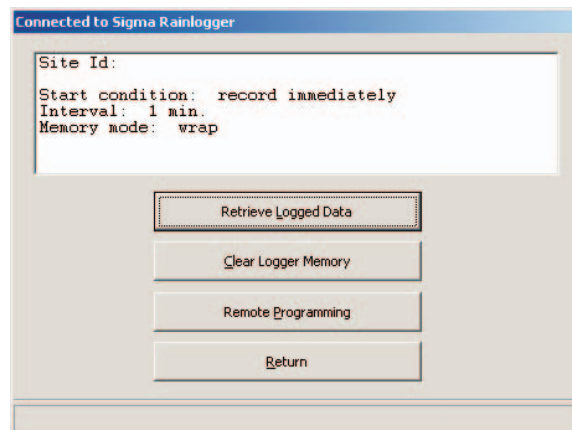 Connected to Sigma Rainlogger
Site Id:
Start condition: record immediately
Interval: 1 min.
Memory mode: wrap
Retrieve Logged Data
Clear Logger Memory
Remote Programming
Return